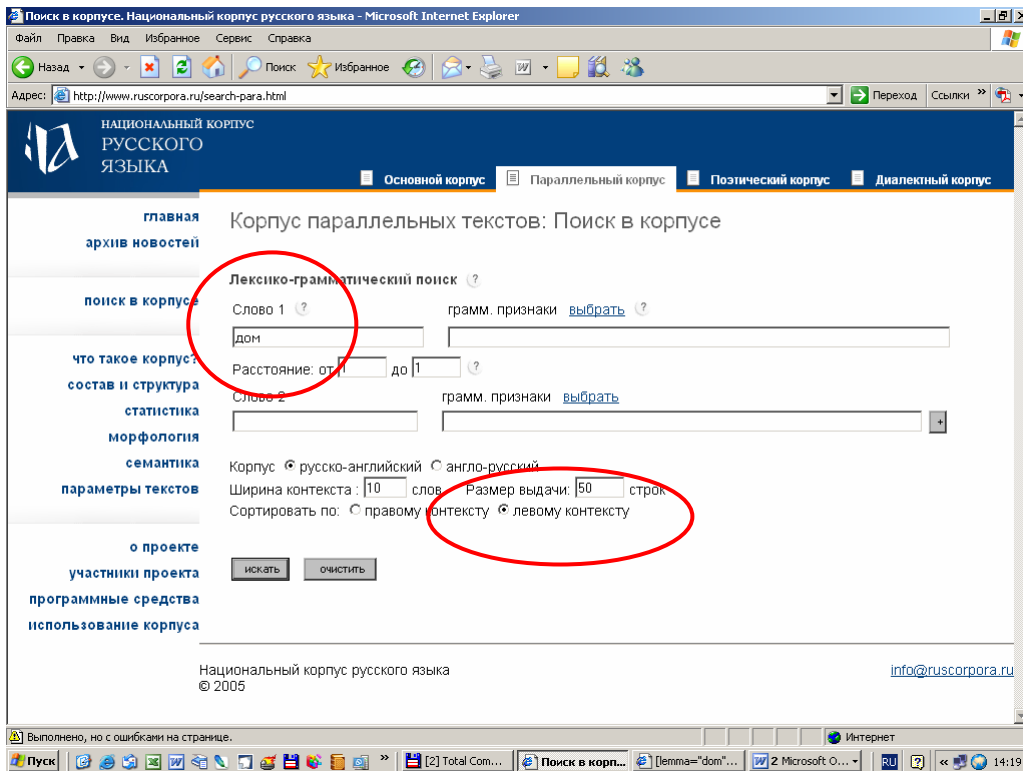 Поиск в корпусе. Национальный корпус русского языка - Microsoft Internet Explorer
Файл Правка Вид Избранное Сервис Справка
Назад Поиск Избранное
Адрес: http://www.ruscorpora.ru/search-para.html Переход Ссылки »
НАЦИОНАЛЬНЫЙ КОРПУС
РУССКОГО
ЯЗЫКА
Основной корпус Параллельный корпус Поэтический корпус Диалектный корпус
главная
архив новостей
поиск в корпусе
что такое корпус?
состав и структура
статистика
морфология
семантика
параметры текстов
о проекте
участники проекта
программные средства
использование корпуса
Корпус параллельных текстов: Поиск в корпусе
Лексико-грамматический поиск ?
Слово 1 ? грамм. признаки выбрать ?
дом
Расстояние: от 1 до 1 ?
Слово 2 грамм. признаки выбрать
+
Корпус русско-английский англо-русский
Ширина контекста : 10 слов Размер выдачи: 50 строк
Сортировать по: правому контексту левому контексту
искать очистить
Национальный корпус русского языка info@ruscorpora.ru
© 2005
Выполнено, но с ошибками на странице. Интернет
Пуск » [2] Total Com... Поиск в корп... [lemma="dom"... 2 Microsoft O... RU « 14:19